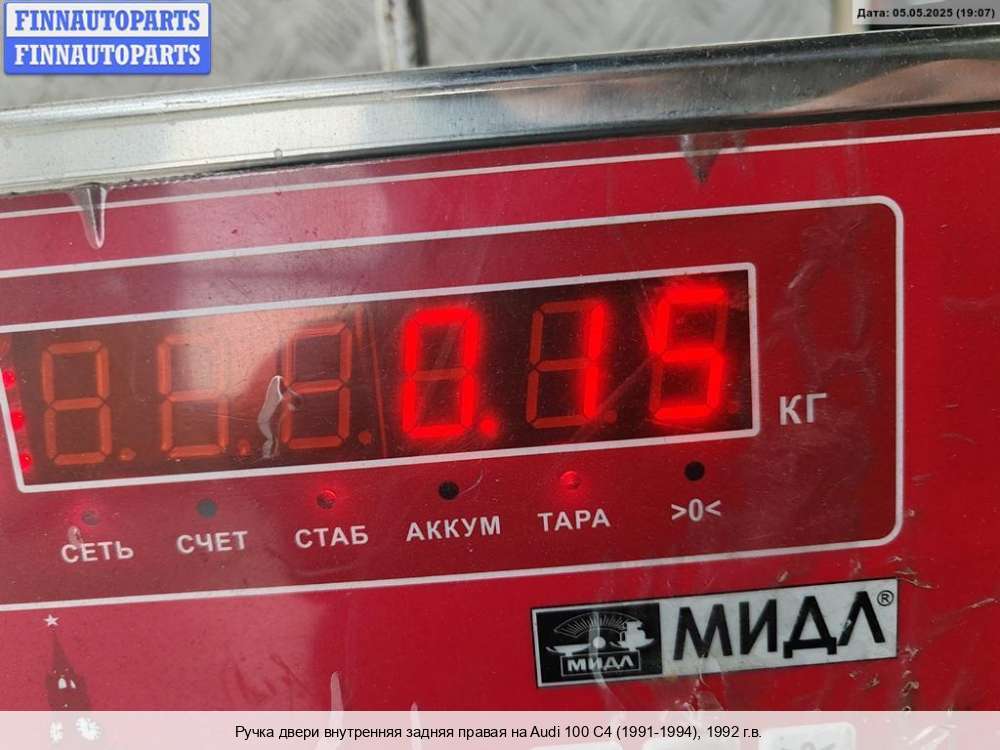 FINNAUTOPARTS
FINNAUTOPARTS
Дата: 05.05.2025 (19:07)
0.15
КГ
СЕТЬ СЧЕТ СТАБ АККУМ ТАРА >0<
МИДЛ МИДЛ®
Ручка двери внутренняя задняя правая на Audi 100 C4 (1991-1994), 1992 г.в.